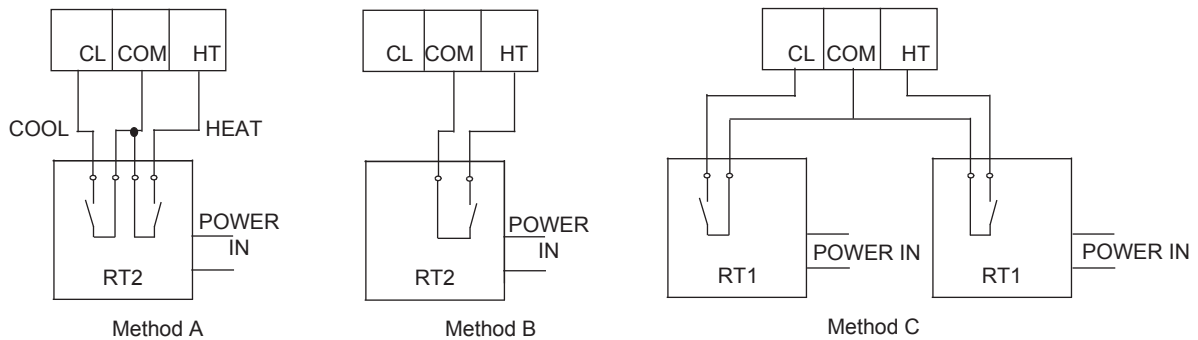 CL COM HT
COOL HEAT
POWER
IN
RT2
Method A
CL COM HT
POWER
IN
RT2
Method B
CL COM HT
POWER IN
RT1
POWER IN
RT1
Method C